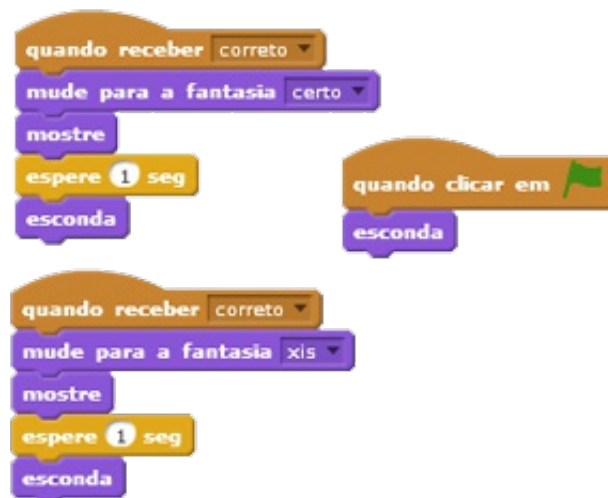 quando receber correto
mude para a fantasia certo
mostre
espere 1 seg
esconda
quando clicar em
esconda
quando receber correto
mude para a fantasia xis
mostre
espere 1 seg
esconda